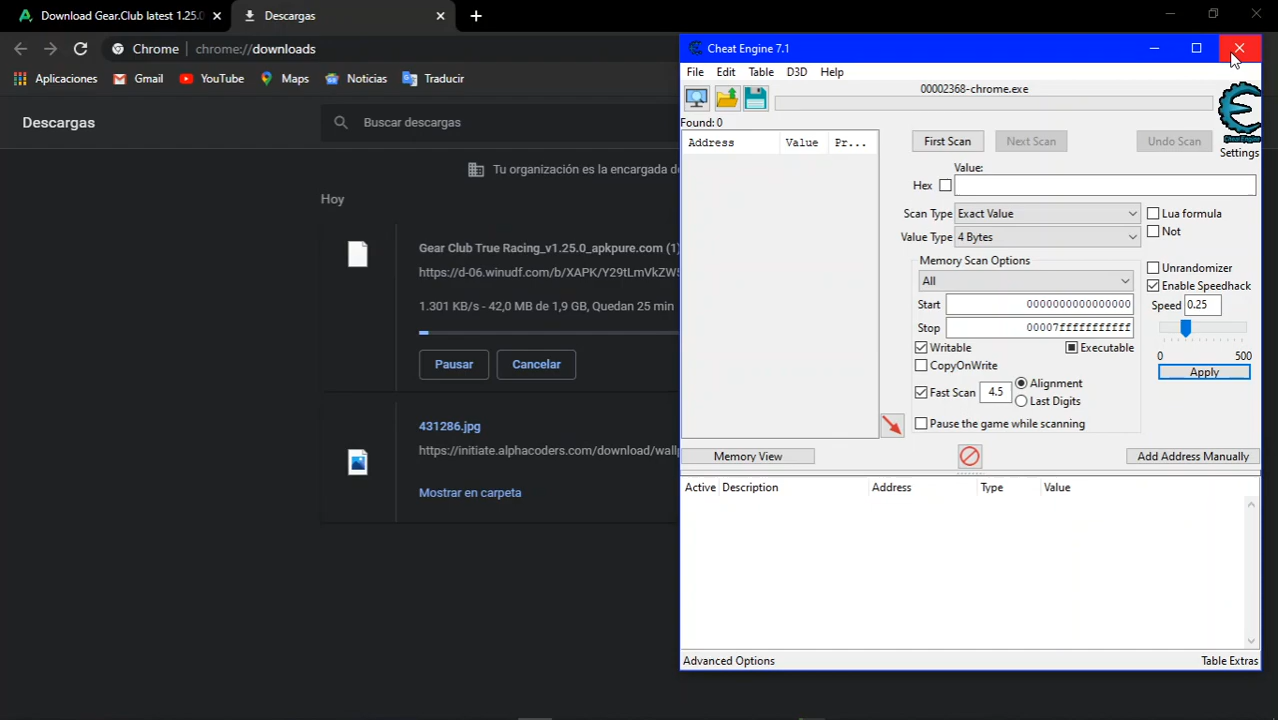 Download Gear.Club latest 1.25.0
Descargas
Chrome
chrome://downloads
Aplicaciones
Gmail
YouTube
Maps
Noticias
Traducir
Descargas
Buscar descargas
Tu organización es la encargada de
Hoy
Gear Club True Racing_v1.25.0_apkpure.com (1)
https://d-06.winudf.com/b/XAPK/Y29tLmVkZW5
1.301 KB/s - 42,0 MB de 1,9 GB, Quedan 25 min
Pausar
Cancelar
431286.jpg
https://initiate.alphacoders.com/download/wall
Mostrar en carpeta
Cheat Engine 7.1
File
Edit
Table
D3D
Help
00002368-chrome.exe
Found: 0
Address
Value
Pr...
First Scan
Next Scan
Undo Scan
Cheat Engine
Settings
Value:
Hex
Scan Type
Exact Value
Lua formula
Value Type
4 Bytes
Not
Memory Scan Options
All
Unrandomizer
Enable Speedhack
Start
0000000000000000
Speed
0.25
Stop
00007fffffffffff
Writable
Executable
0
500
CopyOnWrite
Apply
Fast Scan
4.5
Alignment
Last Digits
Pause the game while scanning
Memory View
Add Address Manually
Active
Description
Address
Type
Value
Advanced Options
Table Extras